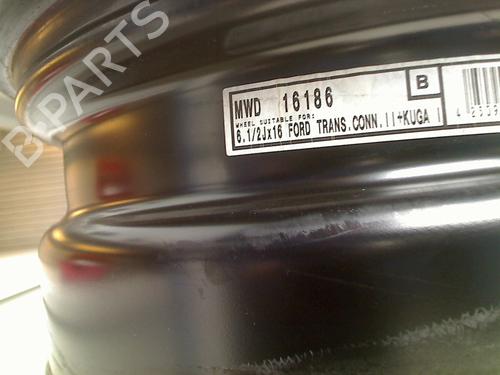 B-PARTS
MWD 16186 B
WHEEL SUITABLE FOR:
6.1/2Jx16 FORD TRANS.CONN.II+KUGA I